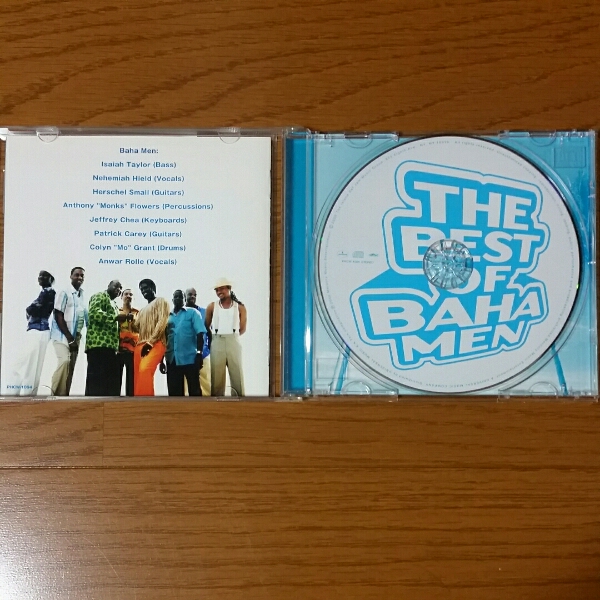 Baha Men:
Isaiah Taylor (Bass)
Nehemiah Hield (Vocals)
Herschel Small (Guitars)
Anthony "Monks" Flowers (Percussions)
Jeffrey Chea (Keyboards)
Patrick Carey (Guitars)
Colyn "Mo" Grant (Drums)
Anwar Rolle (Vocals)
THE
BEST
OF
BAHA
MEN